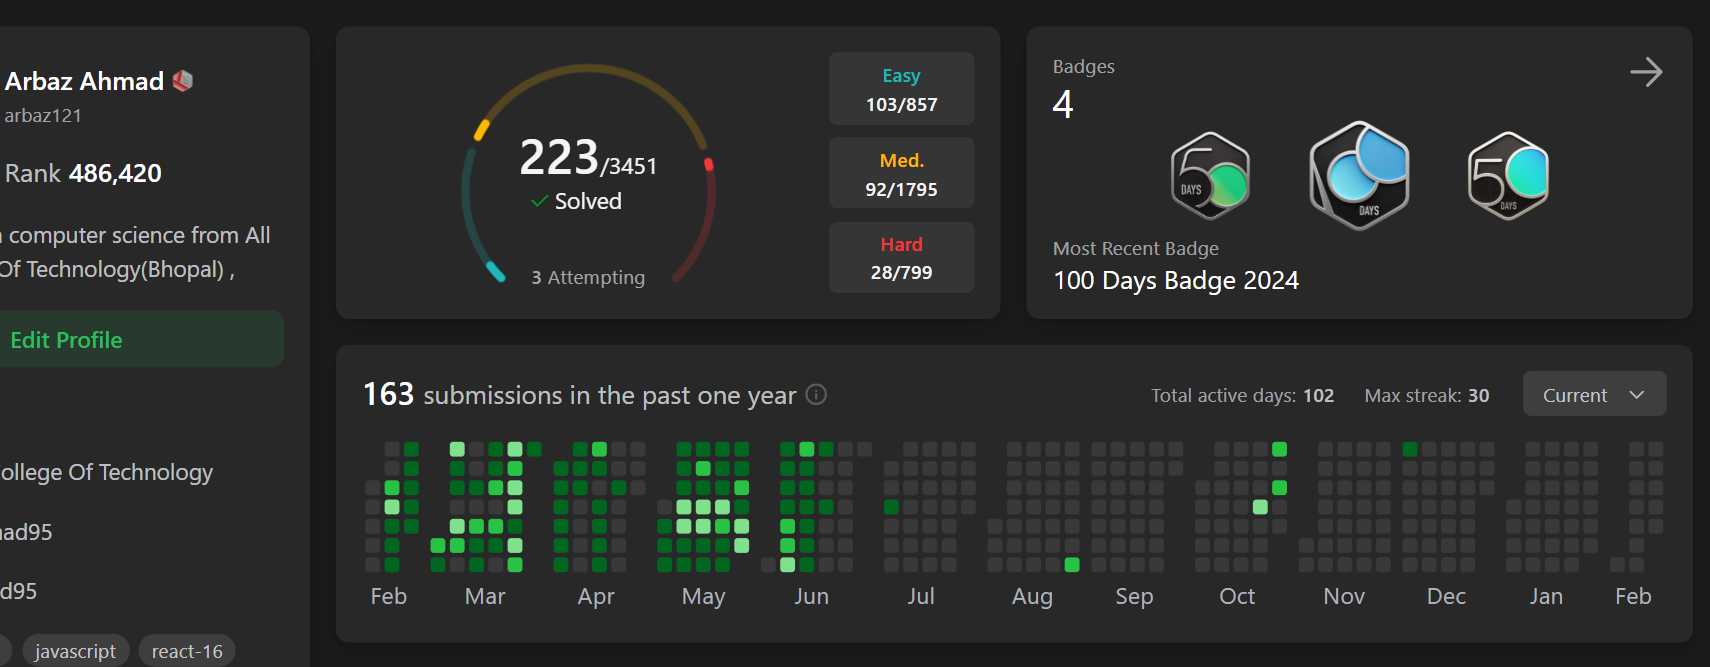 Arbaz Ahmad
arbaz121
Rank 486,420
computer science from All
Of Technology(Bhopal) ,
Edit Profile
College Of Technology
javascript react-16
223/3451
Solved
3 Attempting
Easy
103/857
Med.
92/1795
Hard
28/799
Badges
4
50
DAYS
DAYS
50
DAYS
Most Recent Badge
100 Days Badge 2024
163 submissions in the past one year
Total active days: 102 Max streak: 30 Current
Feb Mar Apr May Jun Jul Aug Sep Oct Nov Dec Jan Feb